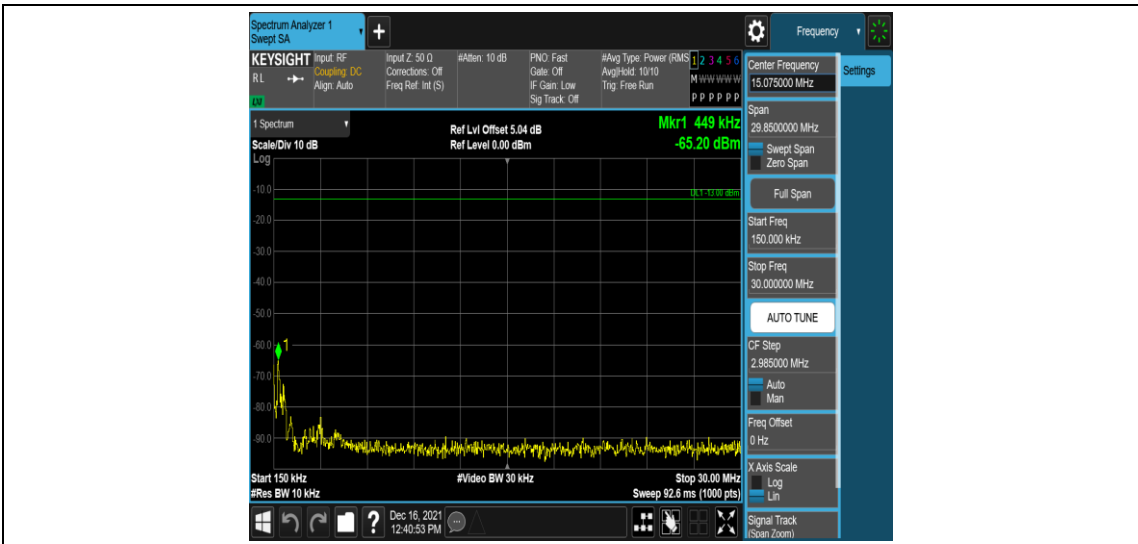 Spectrum Analyzer 1
Swept SA
+
Frequency
KEYSIGHT
RL
LXI
Input: RF
Coupling: DC
Align: Auto
Input Z: 50 Ω
Corrections: Off
Freq Ref: Int (S)
#Atten: 10 dB
PNO: Fast
Gate: Off
IF Gain: Low
Sig Track: Off
#Avg Type: Power (RMS
Avg|Hold: 10/10
Trig: Free Run
1 2 3 4 5 6
M W W W W W
P P P P P P
1 Spectrum
Scale/Div 10 dB
Log
Ref Lvl Offset 5.04 dB
Ref Level 0.00 dBm
Mkr1 449 kHz
-65.20 dBm
DL1 -13.00 dBm
-10.0
-20.0
-30.0
-40.0
-50.0
-60.0
1
-70.0
-80.0
-90.0
Start 150 kHz
#Res BW 10 kHz
#Video BW 30 kHz
Stop 30.00 MHz
Sweep 92.6 ms (1000 pts)
?
Dec 16, 2021
12:40:53 PM
Center Frequency
15.075000 MHz
Settings
Span
29.8500000 MHz
Swept Span
Zero Span
Full Span
Start Freq
150.000 kHz
Stop Freq
30.000000 MHz
AUTO TUNE
CF Step
2.985000 MHz
Auto
Man
Freq Offset
0 Hz
X Axis Scale
Log
Lin
Signal Track
(Span Zoom)